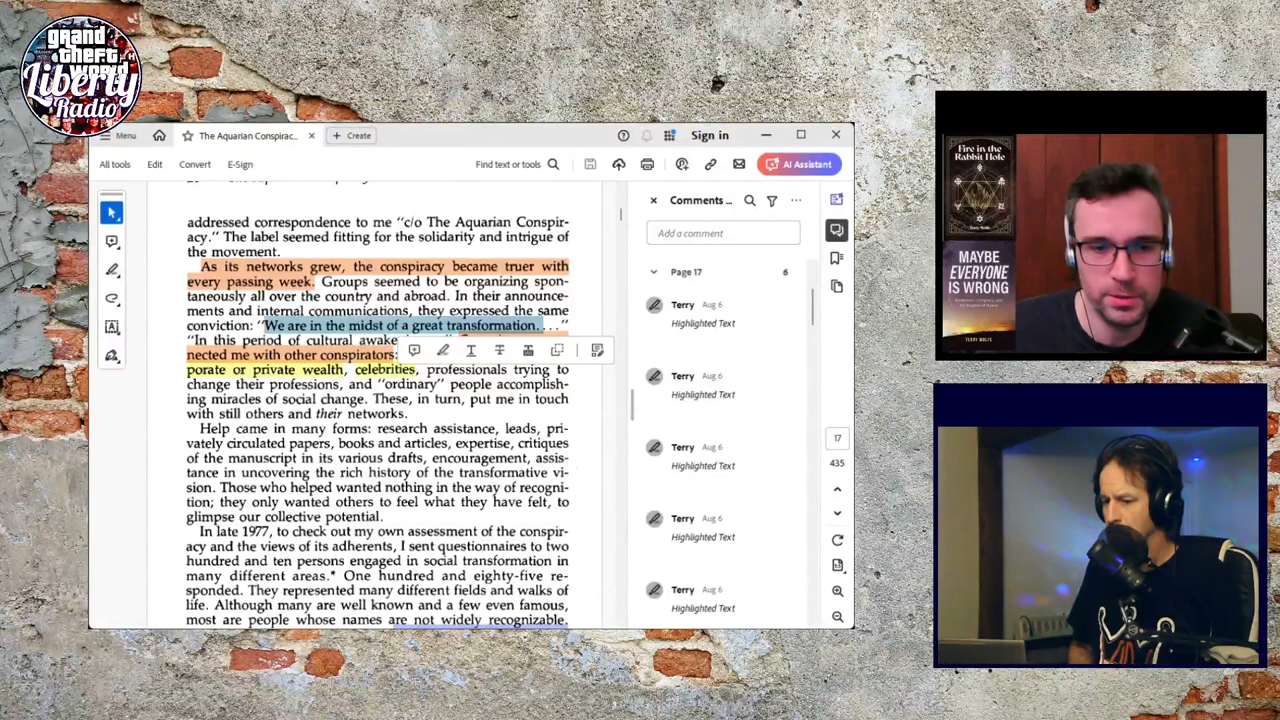 grand
theft
world
Liberty
Radio
Menu
The Aquarian Conspirac...
Create
Sign in
All tools
Edit
Convert
E-Sign
Find text or tools
AI Assistant
addressed correspondence to me "c/o The Aquarian Conspir-
acy." The label seemed fitting for the solidarity and intrigue of
the movement.
As its networks grew, the conspiracy became truer with
every passing week. Groups seemed to be organizing spon-
taneously all over the country and abroad. In their announce-
ments and internal communications, they expressed the same
conviction: "We are in the midst of a great transformation. . . ."
"In this period of cultural awake
nected me with other conspirators:
porate or private wealth, celebrities, professionals trying to
change their professions, and "ordinary" people accomplish-
ing miracles of social change. These, in turn, put me in touch
with still others and their networks.
Help came in many forms: research assistance, leads, pri-
vately circulated papers, books and articles, expertise, critiques
of the manuscript in its various drafts, encouragement, assis-
tance in uncovering the rich history of the transformative vi-
sion. Those who helped wanted nothing in the way of recogni-
tion; they only wanted others to feel what they have felt, to
glimpse our collective potential.
In late 1977, to check out my own assessment of the conspir-
acy and the views of its adherents, I sent questionnaires to two
hundred and ten persons engaged in social transformation in
many different areas.* One hundred and eighty-five re-
sponded. They represented many different fields and walks of
life. Although many are well known and a few even famous,
most are people whose names are not widely recognizable.
Comments ...
Add a comment
Page 17
6
Terry Aug 6
Highlighted Text
Terry Aug 6
Highlighted Text
Terry Aug 6
Highlighted Text
Terry Aug 6
Highlighted Text
Terry Aug 6
Highlighted Text
17
435
Fire in the
Rabbit Hole
MAYBE
EVERYONE
IS WRONG
TERRY WOLFE